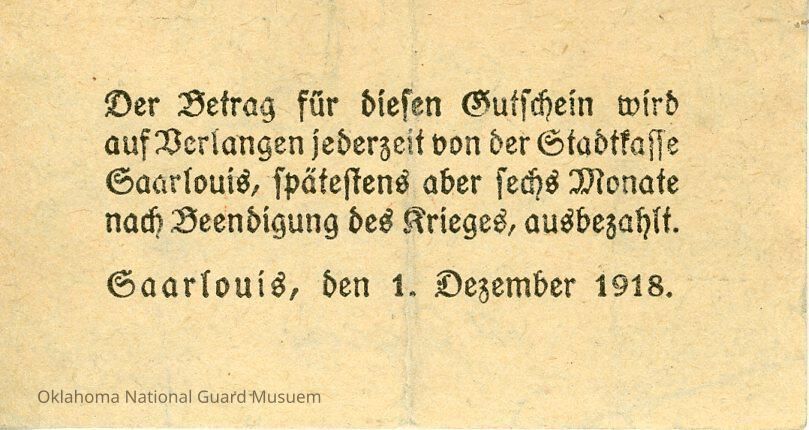 Der Betrag für diesen Gutschein wird
auf Verlangen jederzeit von der Stadtkasse
Saarlouis, spätestens aber sechs Monate
nach Beendigung des Krieges, ausbezahlt.
Saarlouis, den 1. Dezember 1918.
Oklahoma National Guard Musuem